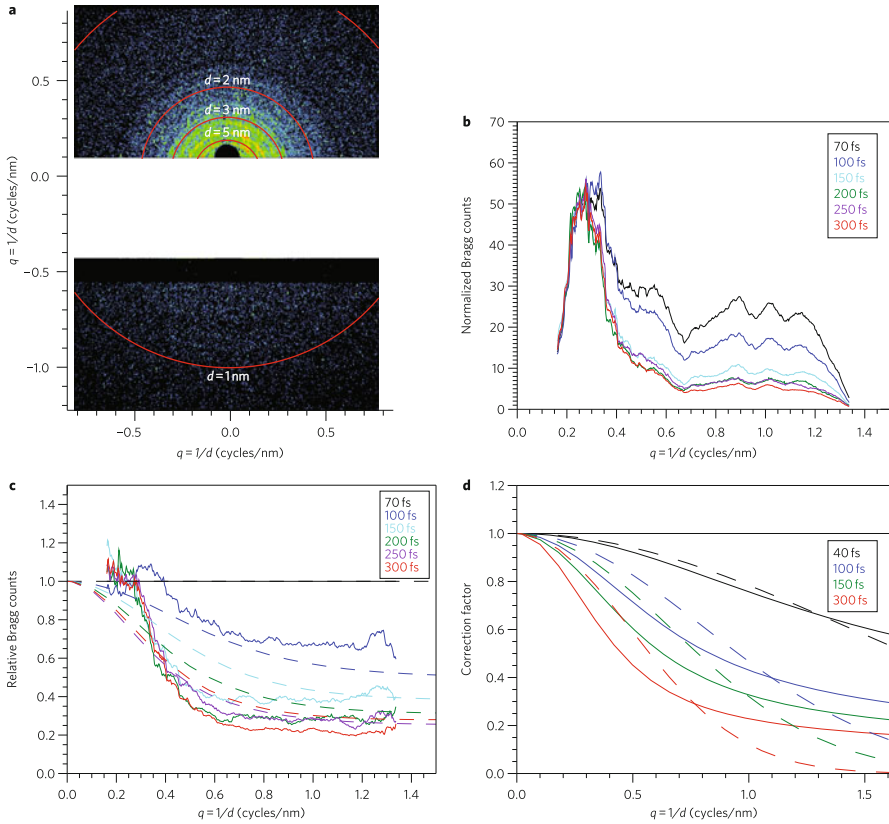 a
0.5
0.0
−0.5
−1.0
q = 1/d (cycles/nm)
d = 2 nm
d = 3 nm
d = 5 nm
d = 1 nm
−0.5
0.0
0.5
q = 1/d (cycles/nm)
b
70
60
50
40
30
20
10
0
Normalized Bragg counts
70 fs
100 fs
150 fs
200 fs
250 fs
300 fs
0.0
0.2
0.4
0.6
0.8
1.0
1.2
1.4
q = 1/d (cycles/nm)
c
1.4
1.2
1.0
0.8
0.6
0.4
0.2
0.0
Relative Bragg counts
70 fs
100 fs
150 fs
200 fs
250 fs
300 fs
0.0
0.2
0.4
0.6
0.8
1.0
1.2
1.4
q = 1/d (cycles/nm)
d
1.2
1.0
0.8
0.6
0.4
0.2
0.0
Correction factor
40 fs
100 fs
150 fs
300 fs
0.0
0.5
1.0
1.5
q = 1/d (cycles/nm)